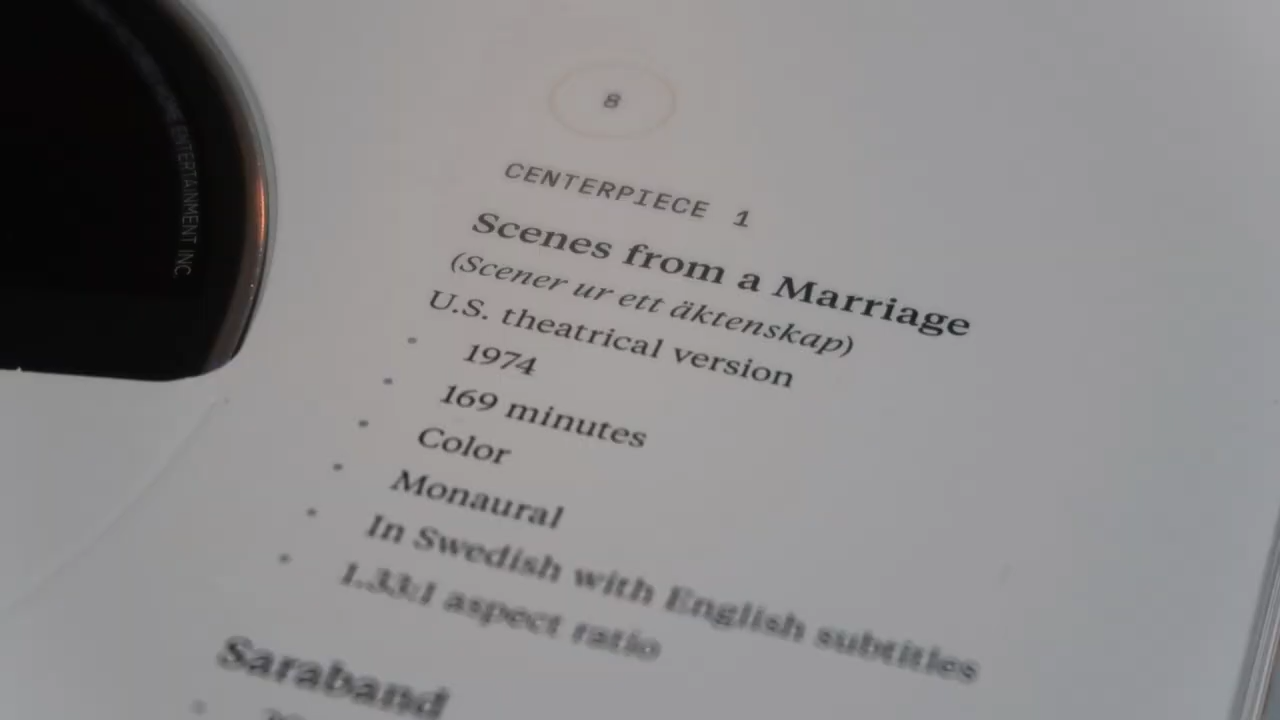 HOME ENTERTAINMENT INC.
8
CENTERPIECE 1
Scenes from a Marriage
(Scener ur ett äktenskap)
U.S. theatrical version
• 1974
• 169 minutes
• Color
• Monaural
• In Swedish with English subtitles
• 1.33:1 aspect ratio
Saraband